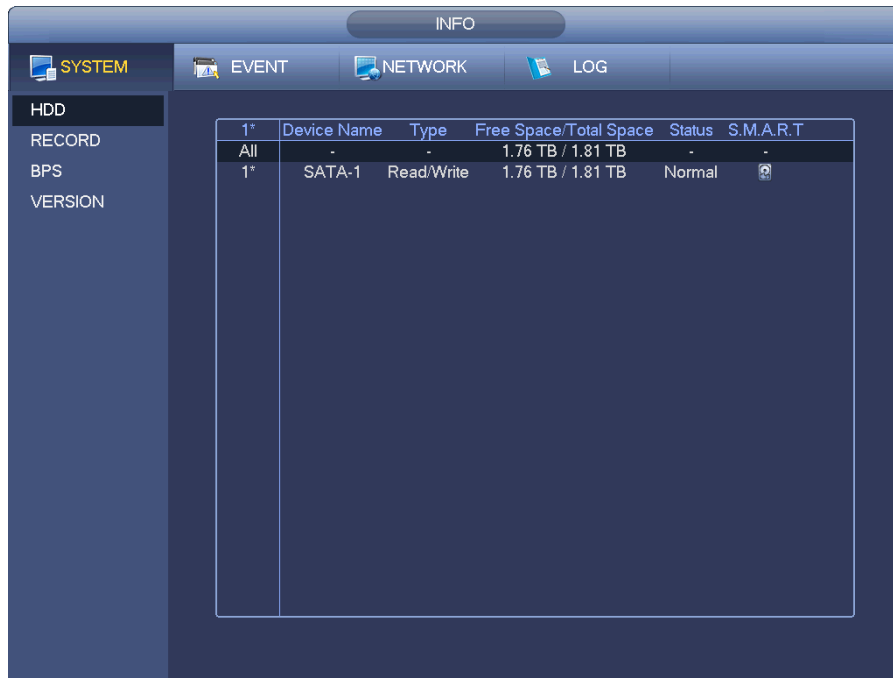 INFO
SYSTEM EVENT NETWORK LOG
HDD
RECORD
BPS
VERSION
1* Device Name Type Free Space/Total Space Status S.M.A.R.T
All - - 1.76 TB / 1.81 TB - -
1* SATA-1 Read/Write 1.76 TB / 1.81 TB Normal